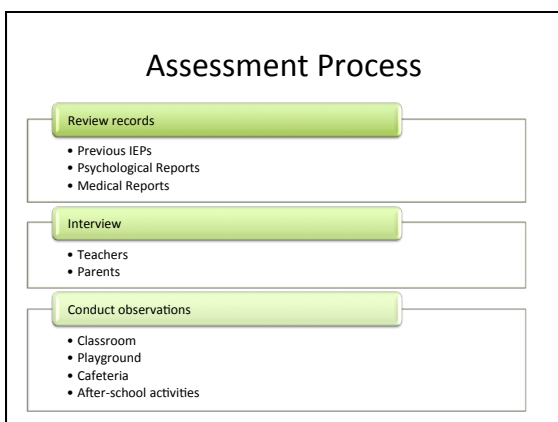 Assessment Process
Review records
• Previous IEPs
• Psychological Reports
• Medical Reports
Interview
• Teachers
• Parents
Conduct observations
• Classroom
• Playground
• Cafeteria
• After-school activities